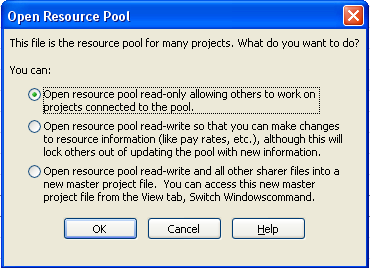 Open Resource Pool
This file is the resource pool for many projects. What do you want to do?
You can:
Open resource pool read-only allowing others to work on
projects connected to the pool.
Open resource pool read-write so that you can make changes
to resource information (like pay rates, etc.), although this will
lock others out of updating the pool with new information.
Open resource pool read-write and all other sharer files into a
new master project file. You can access this new master
project file from the View tab, Switch Windowscommand.
OK
Cancel
Help